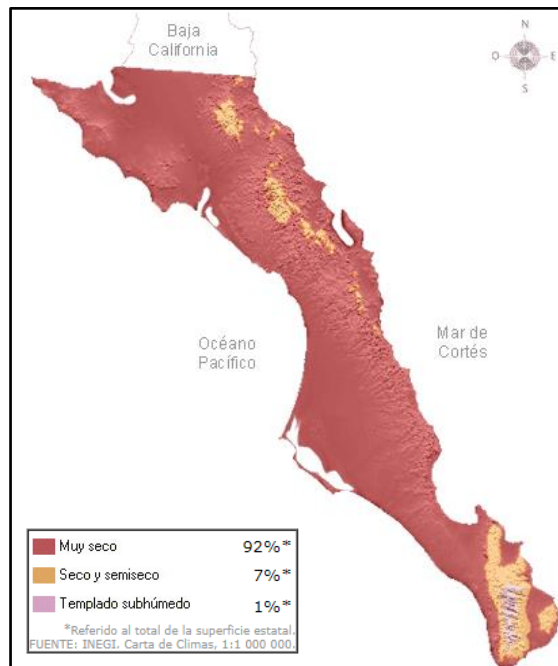 Baja
California
N
O
E
S
Océano
Pacífico
Mar de
Cortés
Muy seco 92%*
Seco y semiseco 7%*
Templado subhúmedo 1%*
*Referido al total de la superficie estatal.
FUENTE: INEGI. Carta de Climas, 1:1 000 000.